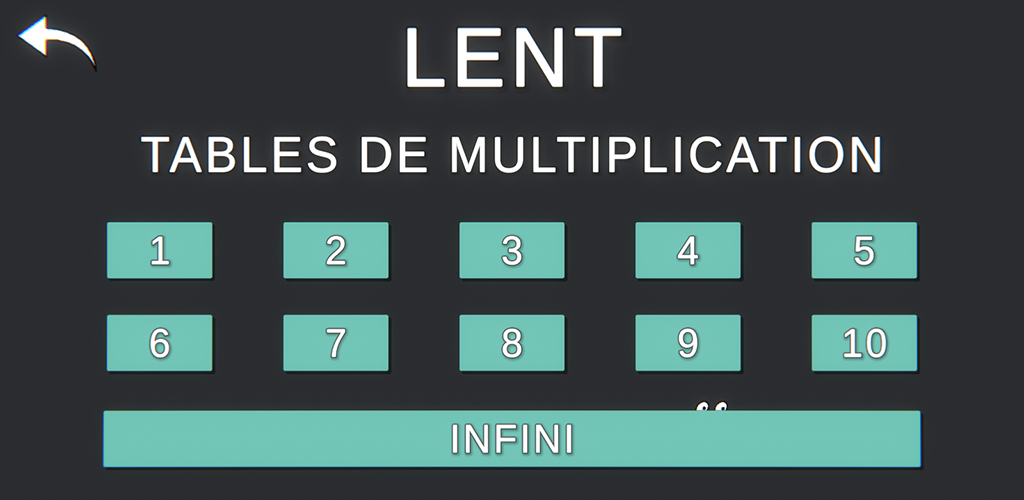 LENT
TABLES DE MULTIPLICATION
1 2 3 4 5
6 7 8 9 10
INFINI